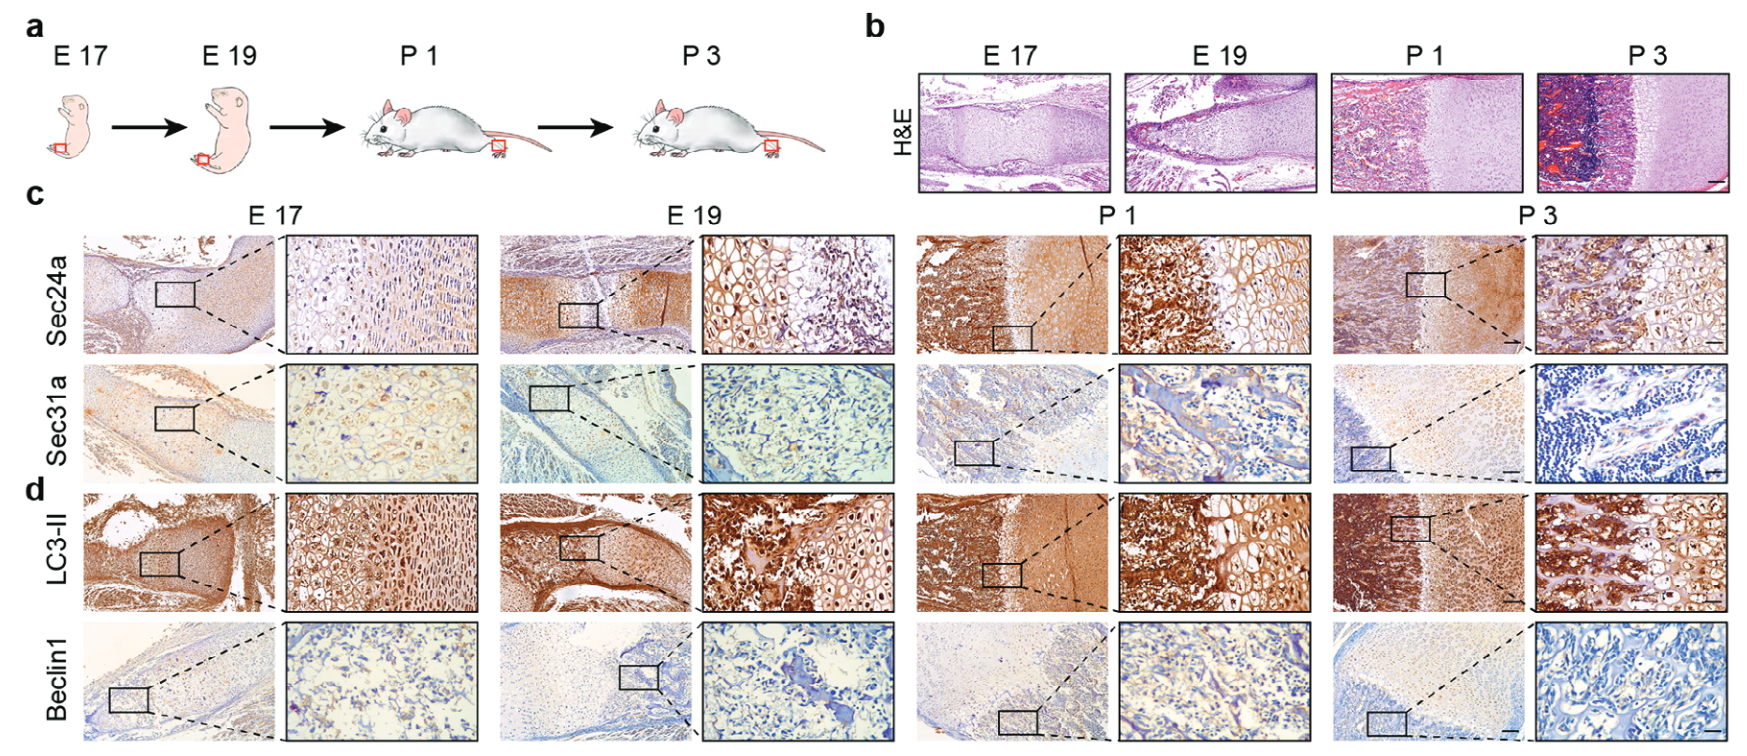 a
E 17 E 19 P 1 P 3
b
E 17 E 19 P 1 P 3
H&E
c
E 17 E 19 P 1 P 3
Sec24a
Sec31a
d
LC3-II
Beclin1